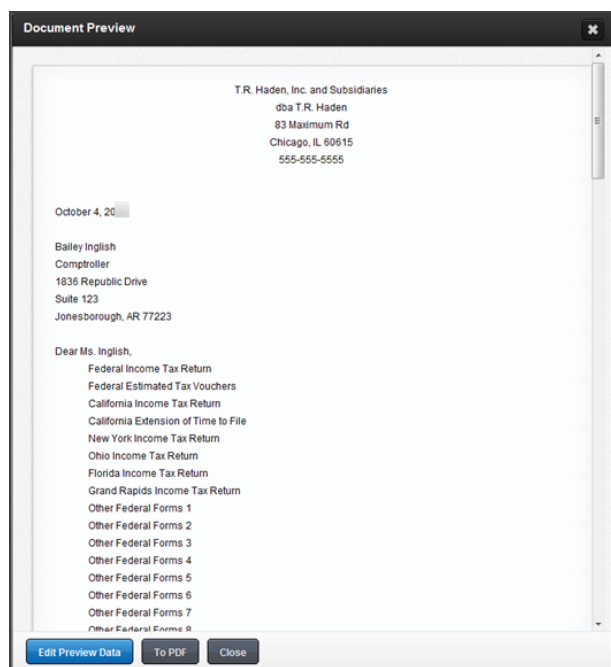 Document Preview
T.R. Haden, Inc. and Subsidiaries
dba T.R. Haden
83 Maximum Rd
Chicago, IL 60615
555-555-5555
October 4, 20
Bailey Inglish
Comptroller
1836 Republic Drive
Suite 123
Jonesborough, AR 77223
Dear Ms. Inglish,
Federal Income Tax Return
Federal Estimated Tax Vouchers
California Income Tax Return
California Extension of Time to File
New York Income Tax Return
Ohio Income Tax Return
Florida Income Tax Return
Grand Rapids Income Tax Return
Other Federal Forms 1
Other Federal Forms 2
Other Federal Forms 3
Other Federal Forms 4
Other Federal Forms 5
Other Federal Forms 6
Other Federal Forms 7
Other Federal Forms 8
Edit Preview Data To PDF Close